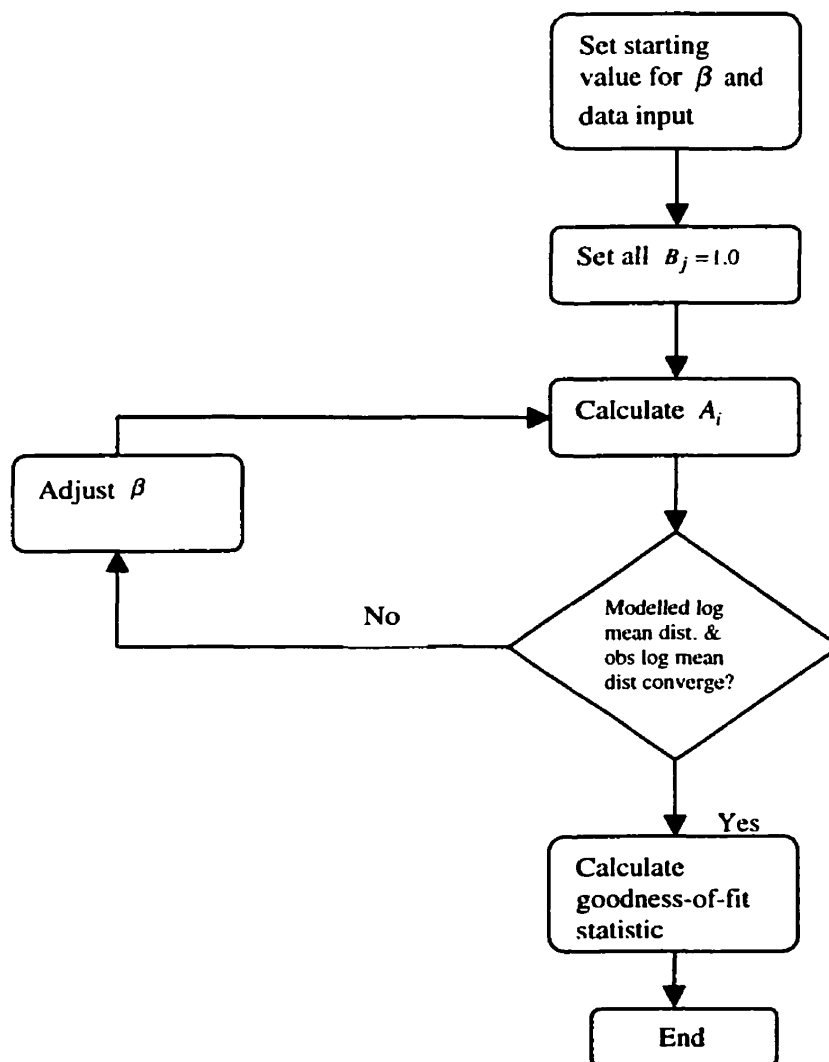 Set starting
value for β and
data input
Set all B_j = 1.0
Calculate A_i
Adjust β
No
Modelled log
mean dist. &
obs log mean
dist converge?
Yes
Calculate
goodness-of-fit
statistic
End